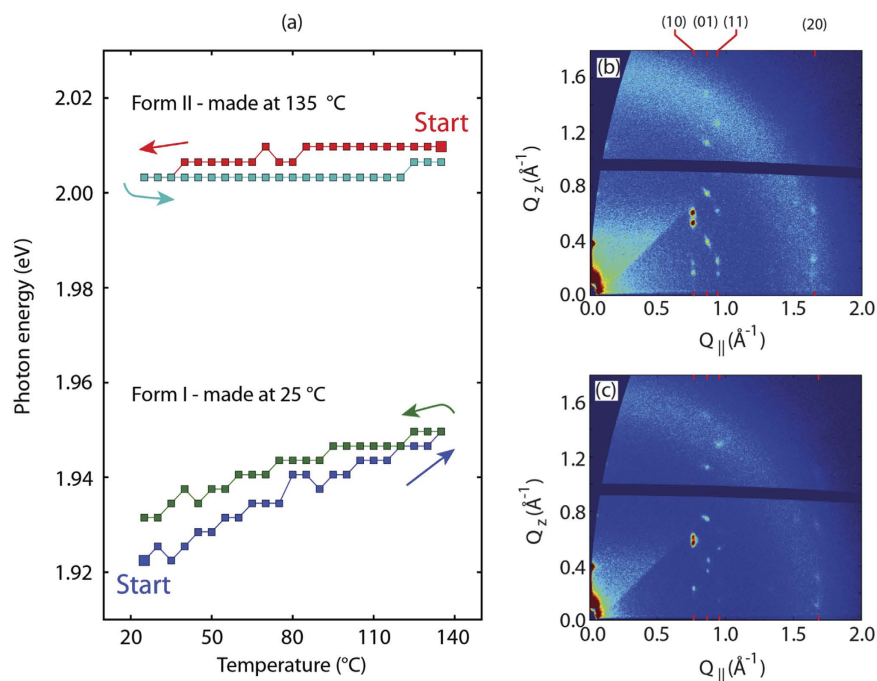 (a)
Photon energy (eV)
2.02
2.00
1.98
1.96
1.94
1.92
Form II - made at 135 °C
Start
Form I - made at 25 °C
Start
20
50
80
110
140
Temperature (°C)
(10) (01) (11) (20)
(b)
Q z (Å-1)
1.6
1.2
0.8
0.4
0.0
0.0
0.5
1.0
1.5
2.0
Q || (Å-1)
(c)
Q z (Å-1)
1.6
1.2
0.8
0.4
0.0
0.0
0.5
1.0
1.5
2.0
Q || (Å-1)